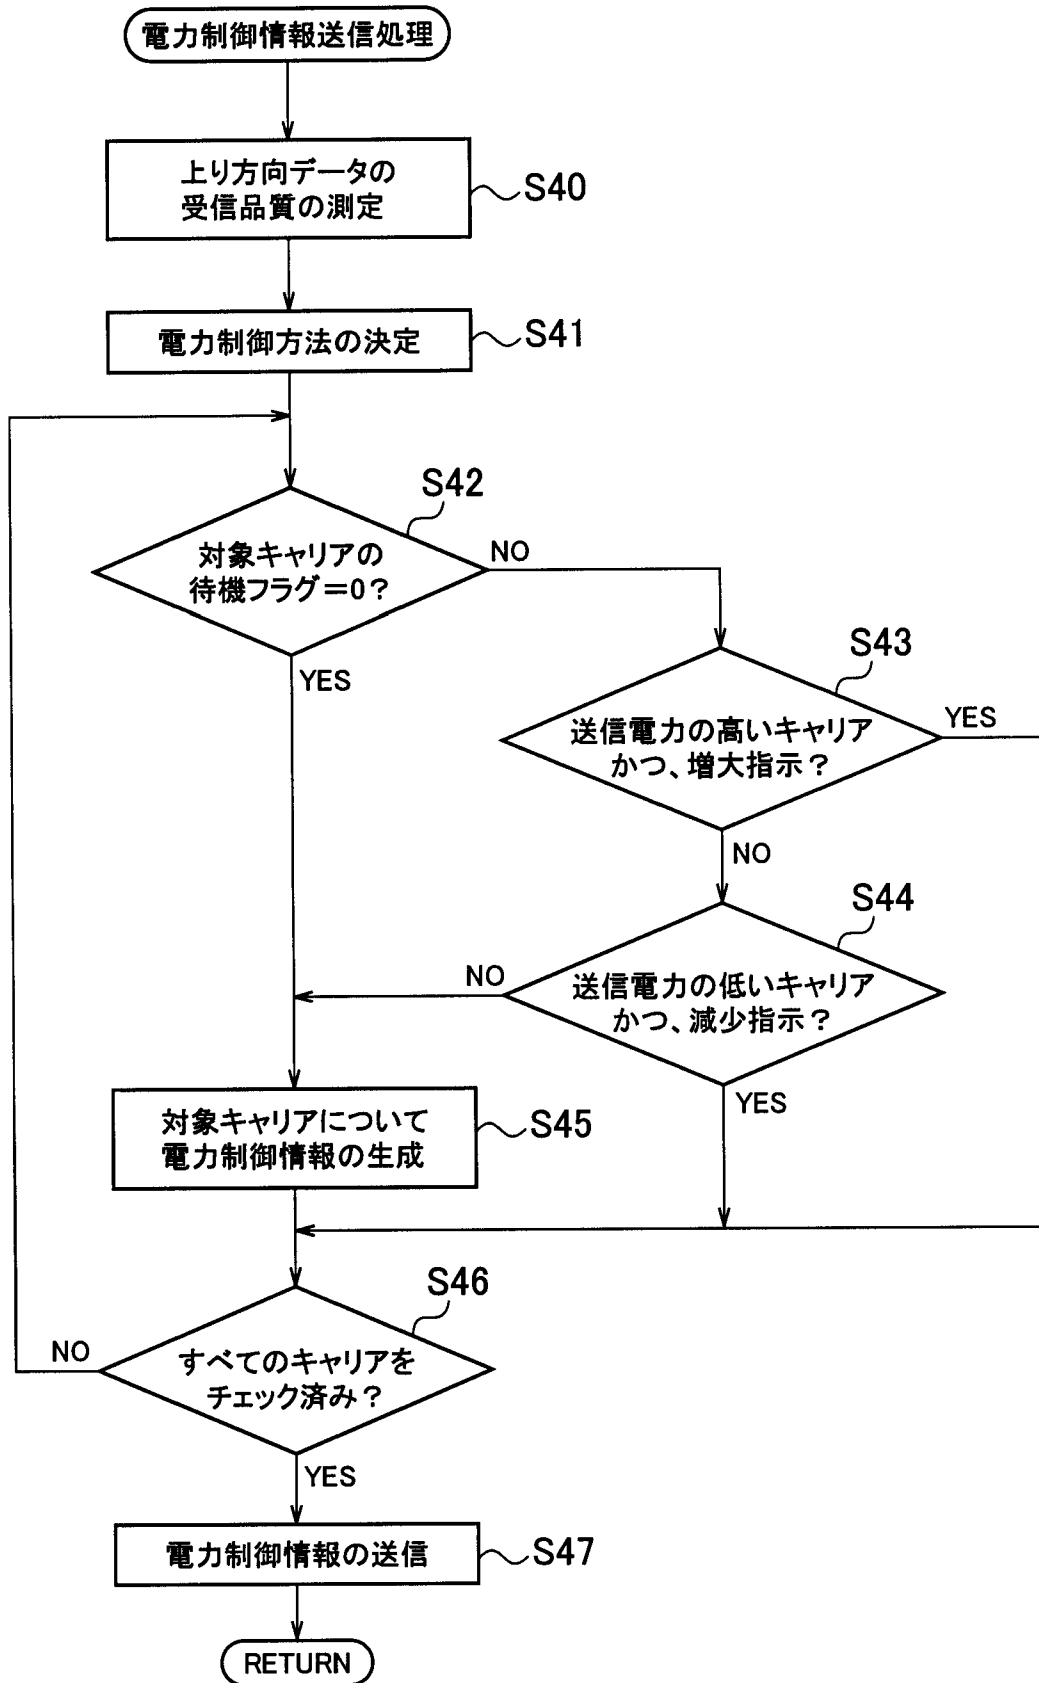 電力制御情報送信処理
上り方向データの
受信品質の測定
S40
電力制御方法の決定
S41
S42
対象キャリアの
待機フラグ=0?
NO
YES
S43
送信電力の高いキャリア
かつ、増大指示?
YES
NO
S44
送信電力の低いキャリア
かつ、減少指示?
NO
YES
対象キャリアについて
電力制御情報の生成
S45
S46
すべてのキャリアを
チェック済み?
NO
YES
電力制御情報の送信
S47
RETURN